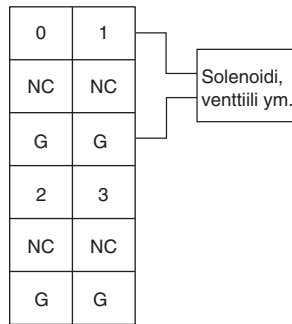 0 1
NC NC
G G
2 3
NC NC
G G
Solenoidi,
venttiili ym.